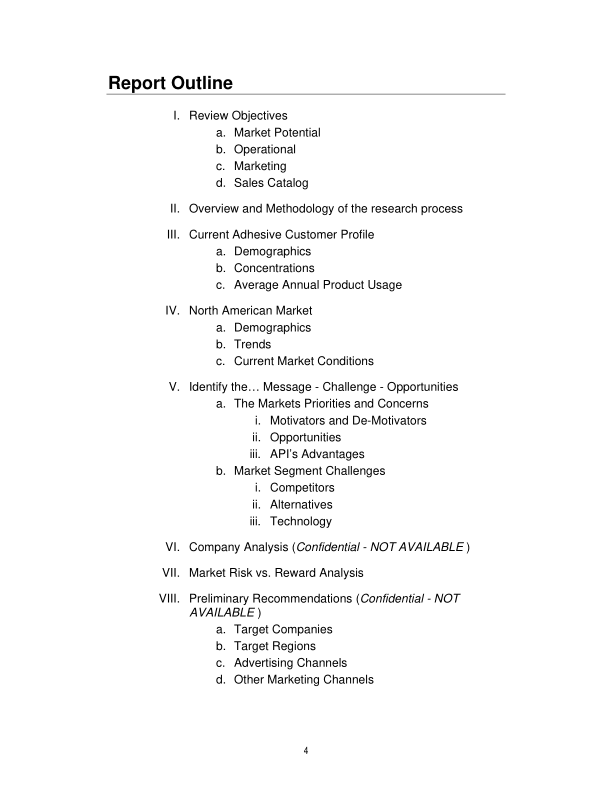 Report Outline
I. Review Objectives
a. Market Potential
b. Operational
c. Marketing
d. Sales Catalog
II. Overview and Methodology of the research process
III. Current Adhesive Customer Profile
a. Demographics
b. Concentrations
c. Average Annual Product Usage
IV. North American Market
a. Demographics
b. Trends
c. Current Market Conditions
V. Identify the… Message - Challenge - Opportunities
a. The Markets Priorities and Concerns
i. Motivators and De-Motivators
ii. Opportunities
iii. API's Advantages
b. Market Segment Challenges
i. Competitors
ii. Alternatives
iii. Technology
VI. Company Analysis (Confidential - NOT AVAILABLE )
VII. Market Risk vs. Reward Analysis
VIII. Preliminary Recommendations (Confidential - NOT
AVAILABLE )
a. Target Companies
b. Target Regions
c. Advertising Channels
d. Other Marketing Channels
4